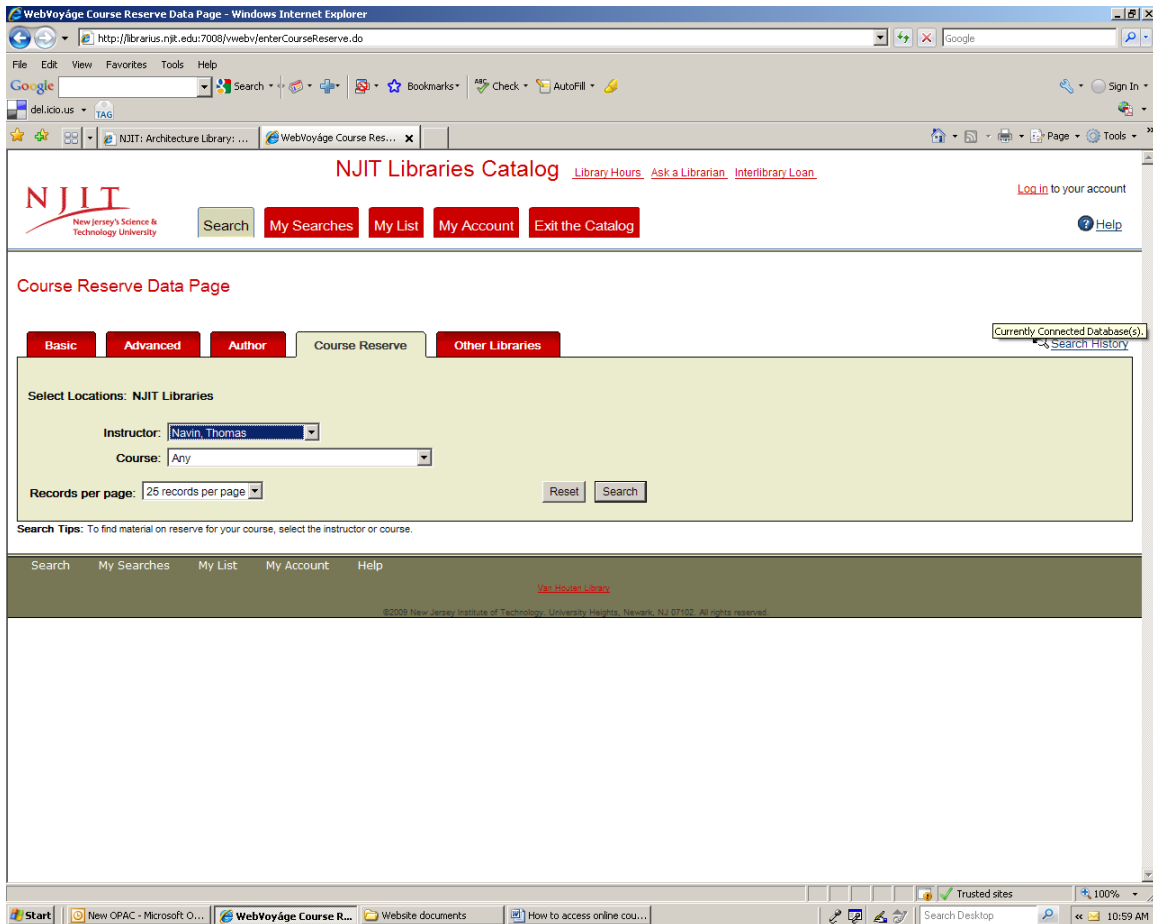 WebVoyáge Course Reserve Data Page - Windows Internet Explorer
http://librarius.njit.edu:7008/vwebv/enterCourseReserve.do
Google
File Edit View Favorites Tools Help
Google Search Bookmarks Check AutoFill Sign In
del.icio.us TAG
NJIT: Architecture Library: ... WebVoyáge Course Res... Page Tools
NJIT Libraries Catalog Library Hours Ask a Librarian Interlibrary Loan
Log in to your account
NJIT
New Jersey's Science &
Technology University
Search My Searches My List My Account Exit the Catalog
Help
Course Reserve Data Page
Currently Connected Database(s).
Basic Advanced Author Course Reserve Other Libraries
Search History
Select Locations: NJIT Libraries
Instructor: Navin, Thomas
Course: Any
Records per page: 25 records per page Reset Search
Search Tips: To find material on reserve for your course, select the instructor or course.
Search My Searches My List My Account Help
Van Houten Library
©2009 New Jersey Institute of Technology. University Heights, Newark, NJ 07102. All rights reserved.
Trusted sites 100%
Start New OPAC - Microsoft O... WebVoyáge Course R... Website documents How to access online cou... Search Desktop 10:59 AM